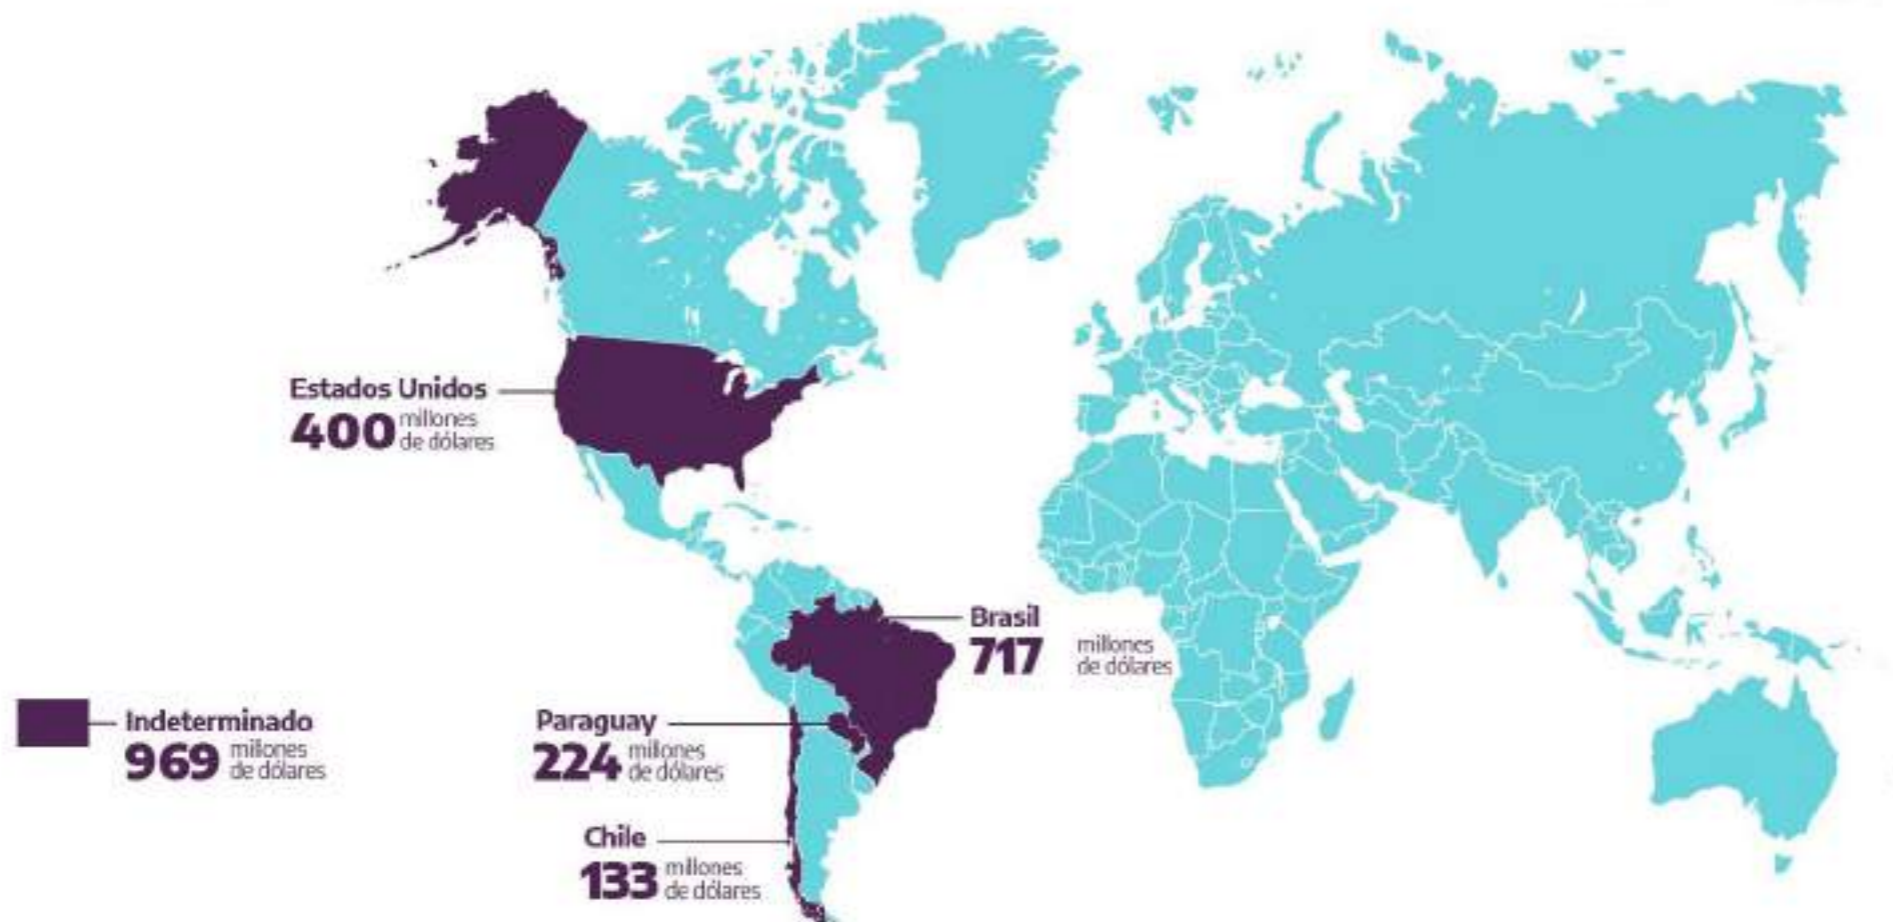 Estados Unidos
400 millones
de dólares
Brasil
717 millones
de dólares
Indeterminado
969 millones
de dólares
Paraguay
224 millones
de dólares
Chile
133 millones
de dólares